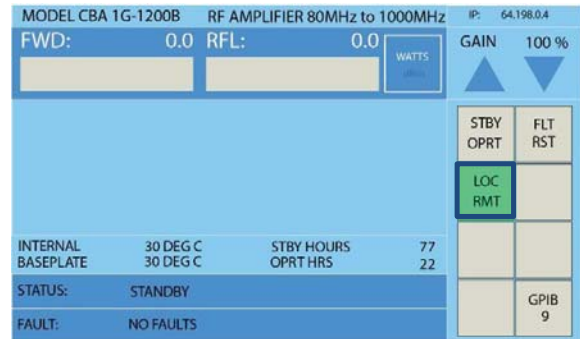 MODEL CBA 1G-1200B RF AMPLIFIER 80MHz to 1000MHz IP: 64.198.0.4
FWD: 0.0 RFL: 0.0 WATTS
GAIN 100 %
STBY OPRT
FLT RST
LOC RMT
INTERNAL 30 DEG C STBY HOURS 77
BASEPLATE 30 DEG C OPRT HRS 22
STATUS: STANDBY
FAULT: NO FAULTS
GPIB 9